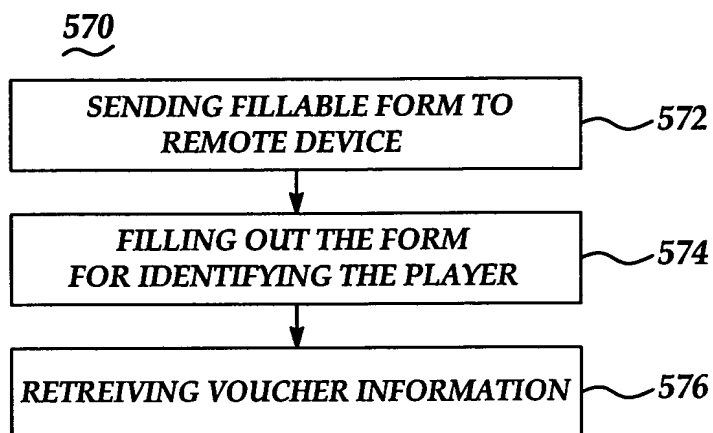 570
SENDING FILLABLE FORM TO
REMOTE DEVICE
572
FILLING OUT THE FORM
FOR IDENTIFYING THE PLAYER
574
RETREIVING VOUCHER INFORMATION
576